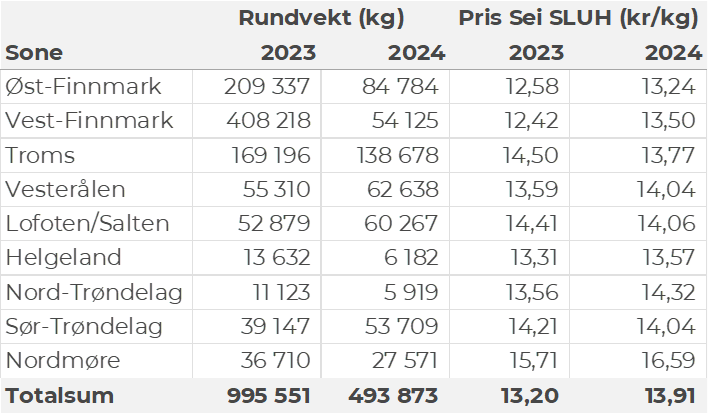 Rundvekt (kg) Pris Sei SLUH (kr/kg)
Sone 2023 2024 2023 2024
Øst-Finnmark 209 337 84 784 12,58 13,24
Vest-Finnmark 408 218 54 125 12,42 13,50
Troms 169 196 138 678 14,50 13,77
Vesterålen 55 310 62 638 13,59 14,04
Lofoten/Salten 52 879 60 267 14,41 14,06
Helgeland 13 632 6 182 13,31 13,57
Nord-Trøndelag 11 123 5 919 13,56 14,32
Sør-Trøndelag 39 147 53 709 14,21 14,04
Nordmøre 36 710 27 571 15,71 16,59
Totalsum 995 551 493 873 13,20 13,91